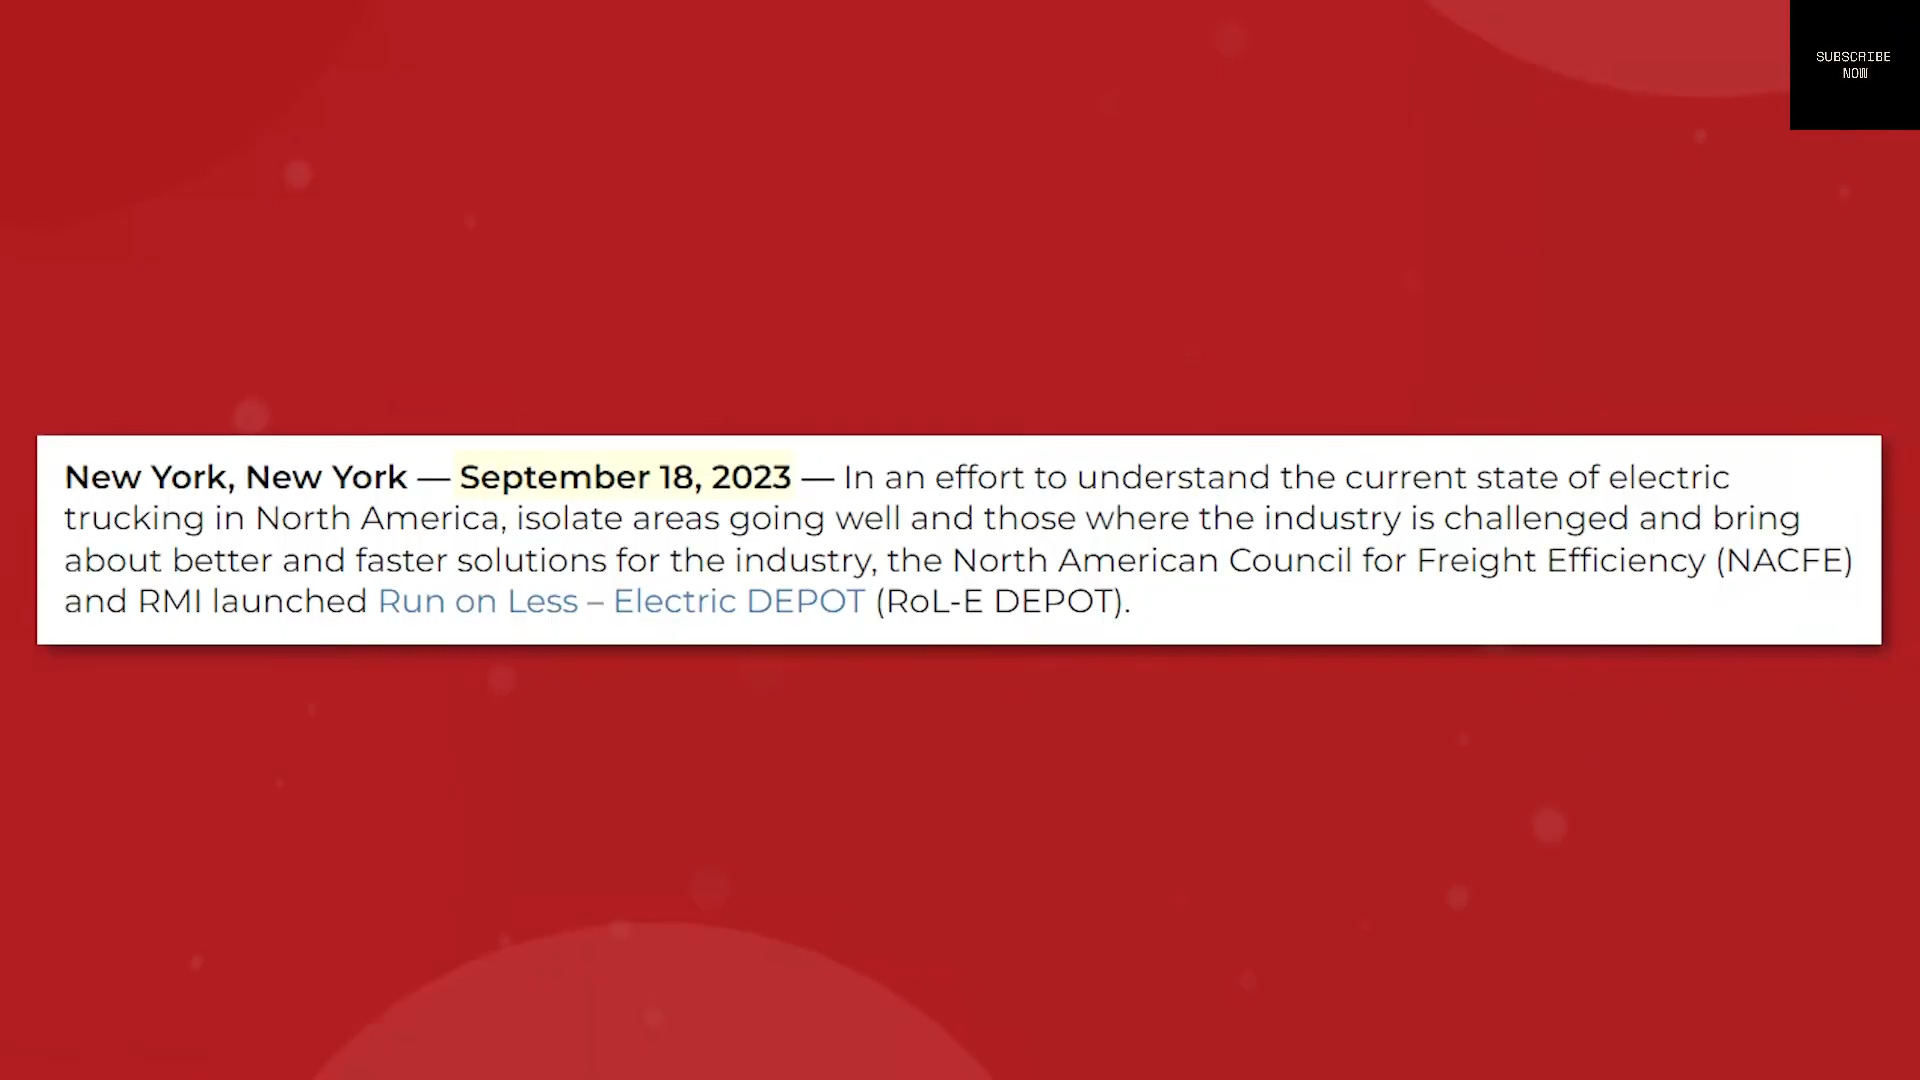 SUBSCRIBE
NOW
New York, New York — September 18, 2023 — In an effort to understand the current state of electric
trucking in North America, isolate areas going well and those where the industry is challenged and bring
about better and faster solutions for the industry, the North American Council for Freight Efficiency (NACFE)
and RMI launched Run on Less – Electric DEPOT (RoL-E DEPOT).